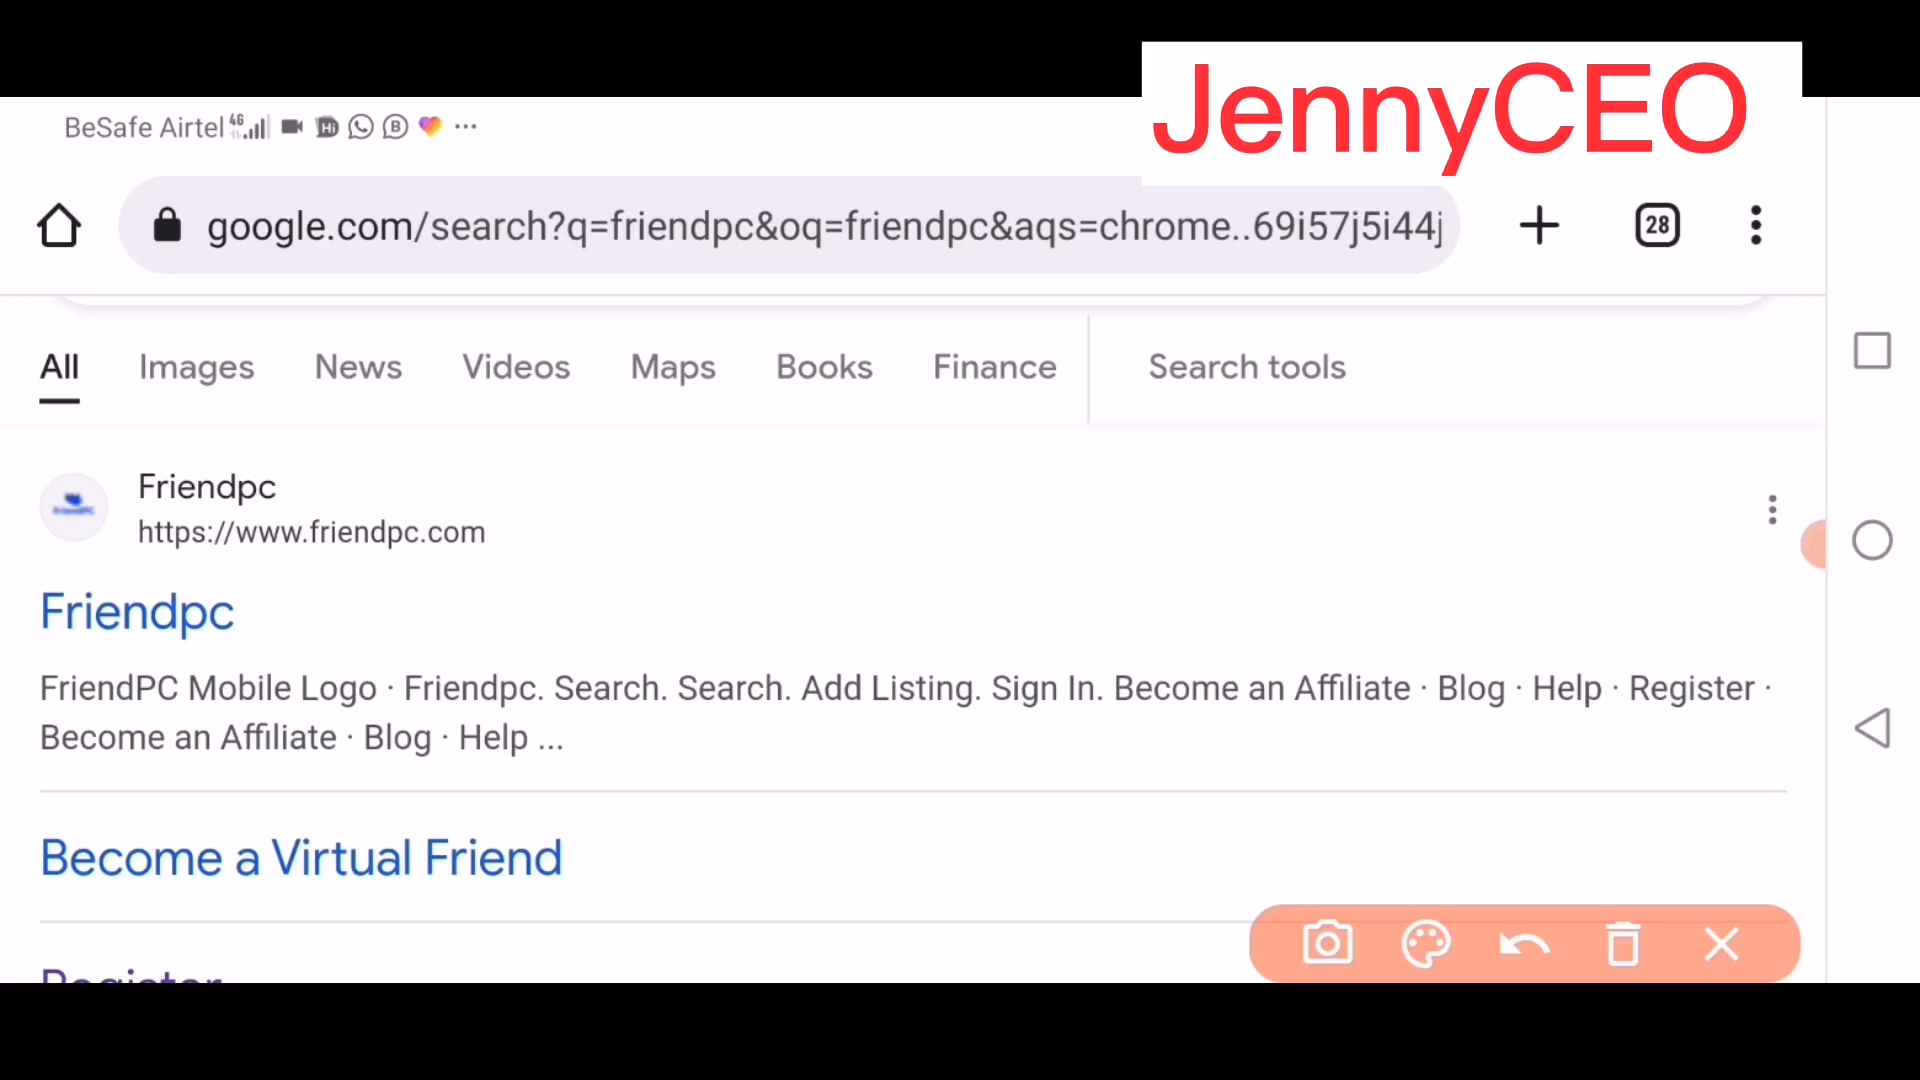 JennyCEO
BeSafe Airtel 4G
google.com/search?q=friendpc&oq=friendpc&aqs=chrome..69i57j5i44j
28
All Images News Videos Maps Books Finance Search tools
Friendpc
https://www.friendpc.com
Friendpc
FriendPC Mobile Logo · Friendpc. Search. Search. Add Listing. Sign In. Become an Affiliate · Blog · Help · Register ·
Become an Affiliate · Blog · Help ...
Become a Virtual Friend
Register